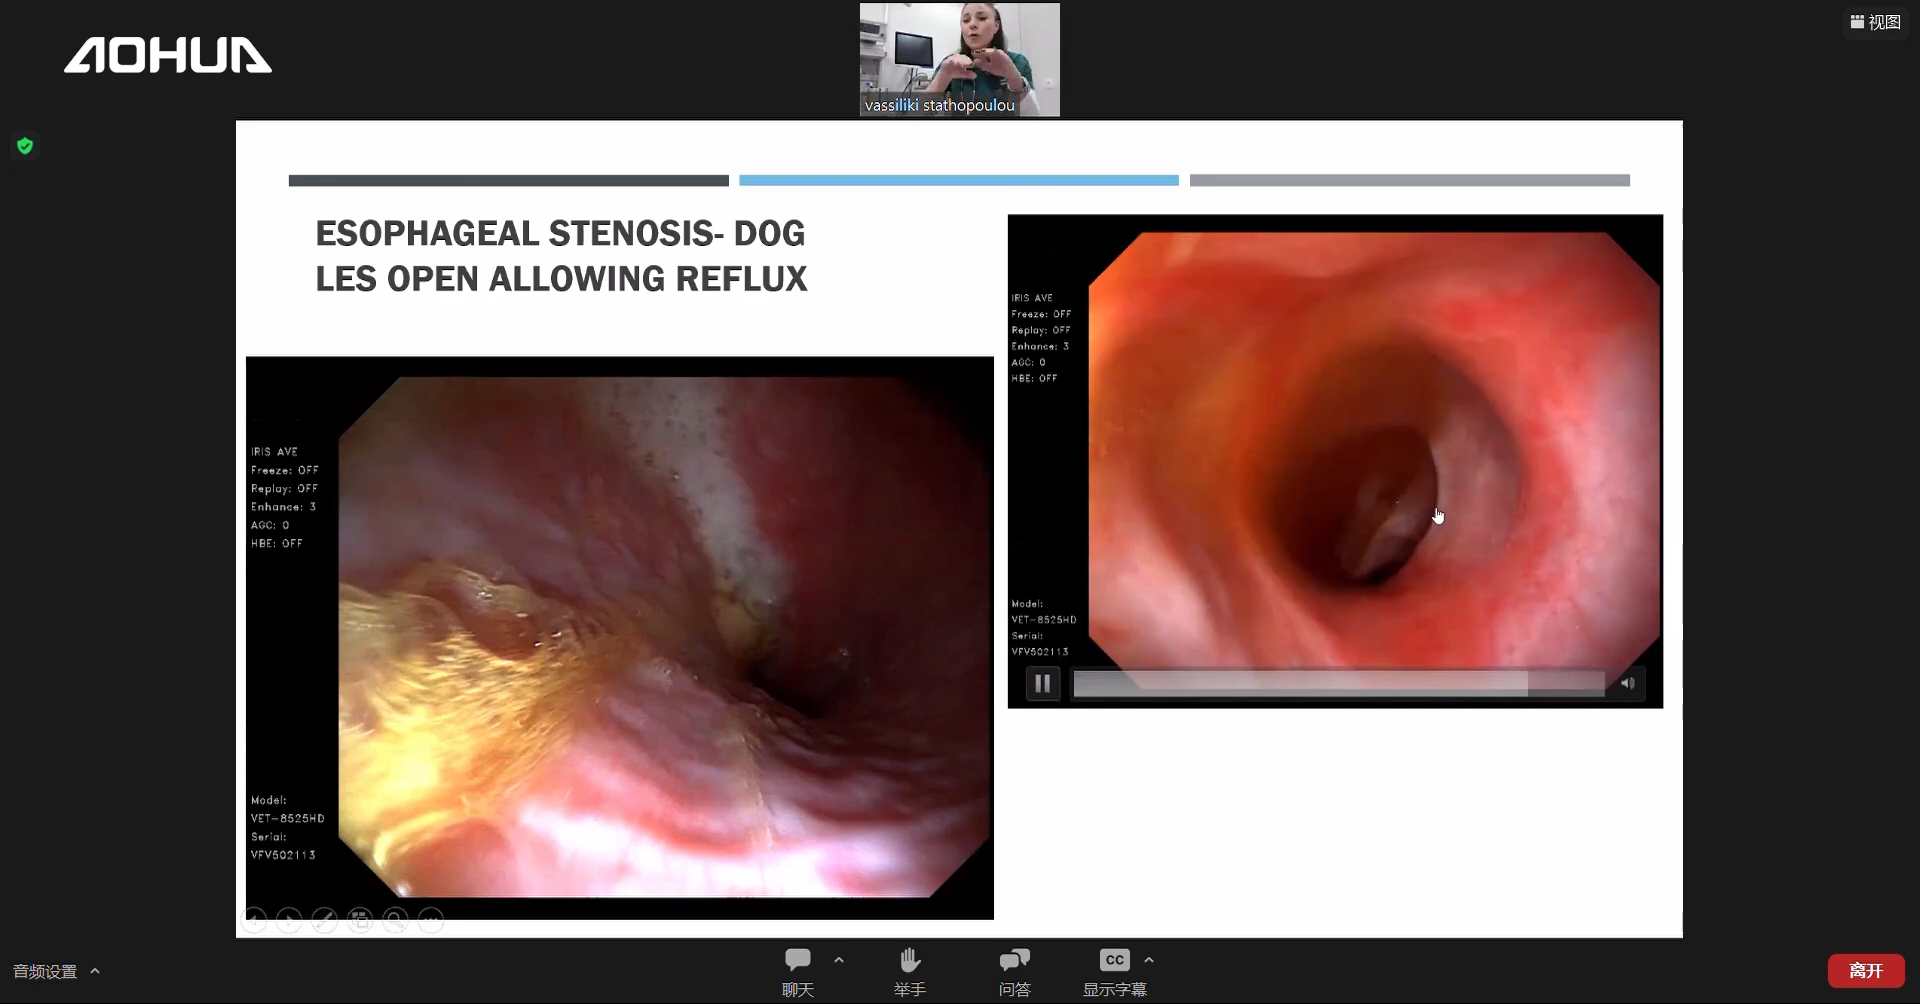 AOHUA
视图
vassiliki stathopoulou
ESOPHAGEAL STENOSIS- DOG
LES OPEN ALLOWING REFLUX
IRIS AVE
Freeze: OFF
Replay: OFF
Enhance: 3
AGC: 0
HBE: OFF
Model:
VET-8525HD
Serial:
VFV502113
IRIS AVE
Freeze: OFF
Replay: OFF
Enhance: 3
AGC: 0
HBE: OFF
Model:
VET-8525HD
Serial:
VFV502113
音频设置
聊天
举手
问答
CC
显示字幕
离开